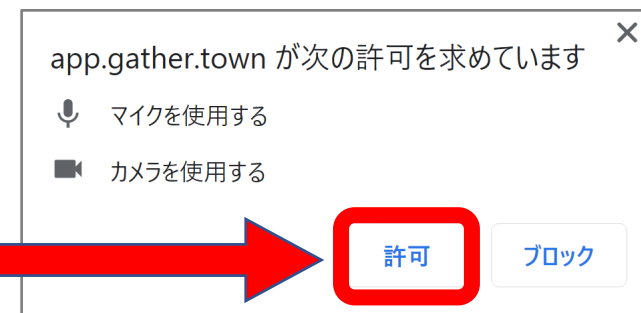 app.gather.town が次の許可を求めています
マイクを使用する
カメラを使用する
許可 ブロック